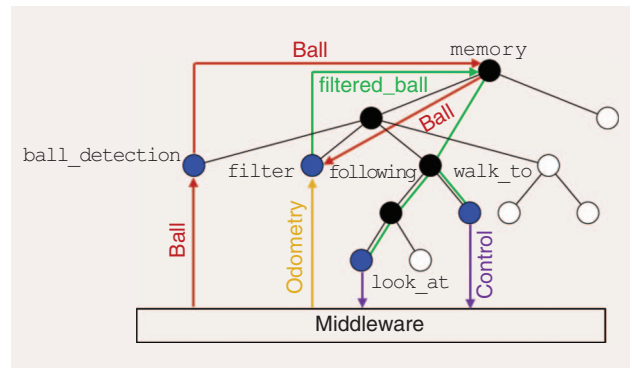 Ball
memory
filtered_ball
Ball
ball_detection
filter
following
walk_to
Ball
Odometry
look_at
Control
Middleware